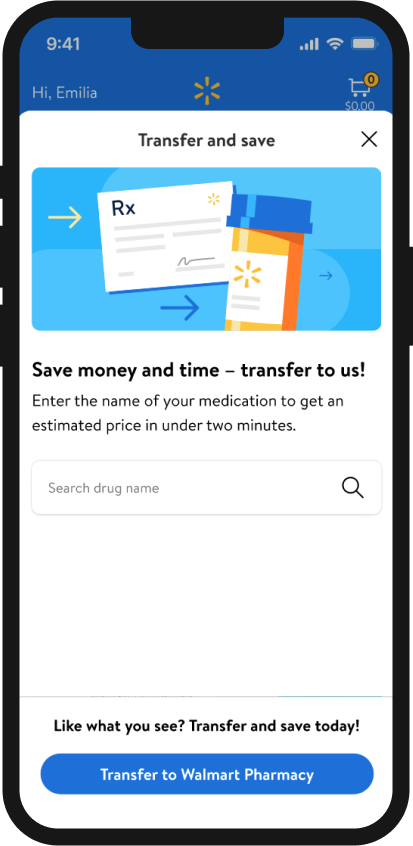 9:41
Hi, Emilia
0
$0.00
Transfer and save
Rx
Save money and time – transfer to us!
Enter the name of your medication to get an
estimated price in under two minutes.
Search drug name
Like what you see? Transfer and save today!
Transfer to Walmart Pharmacy